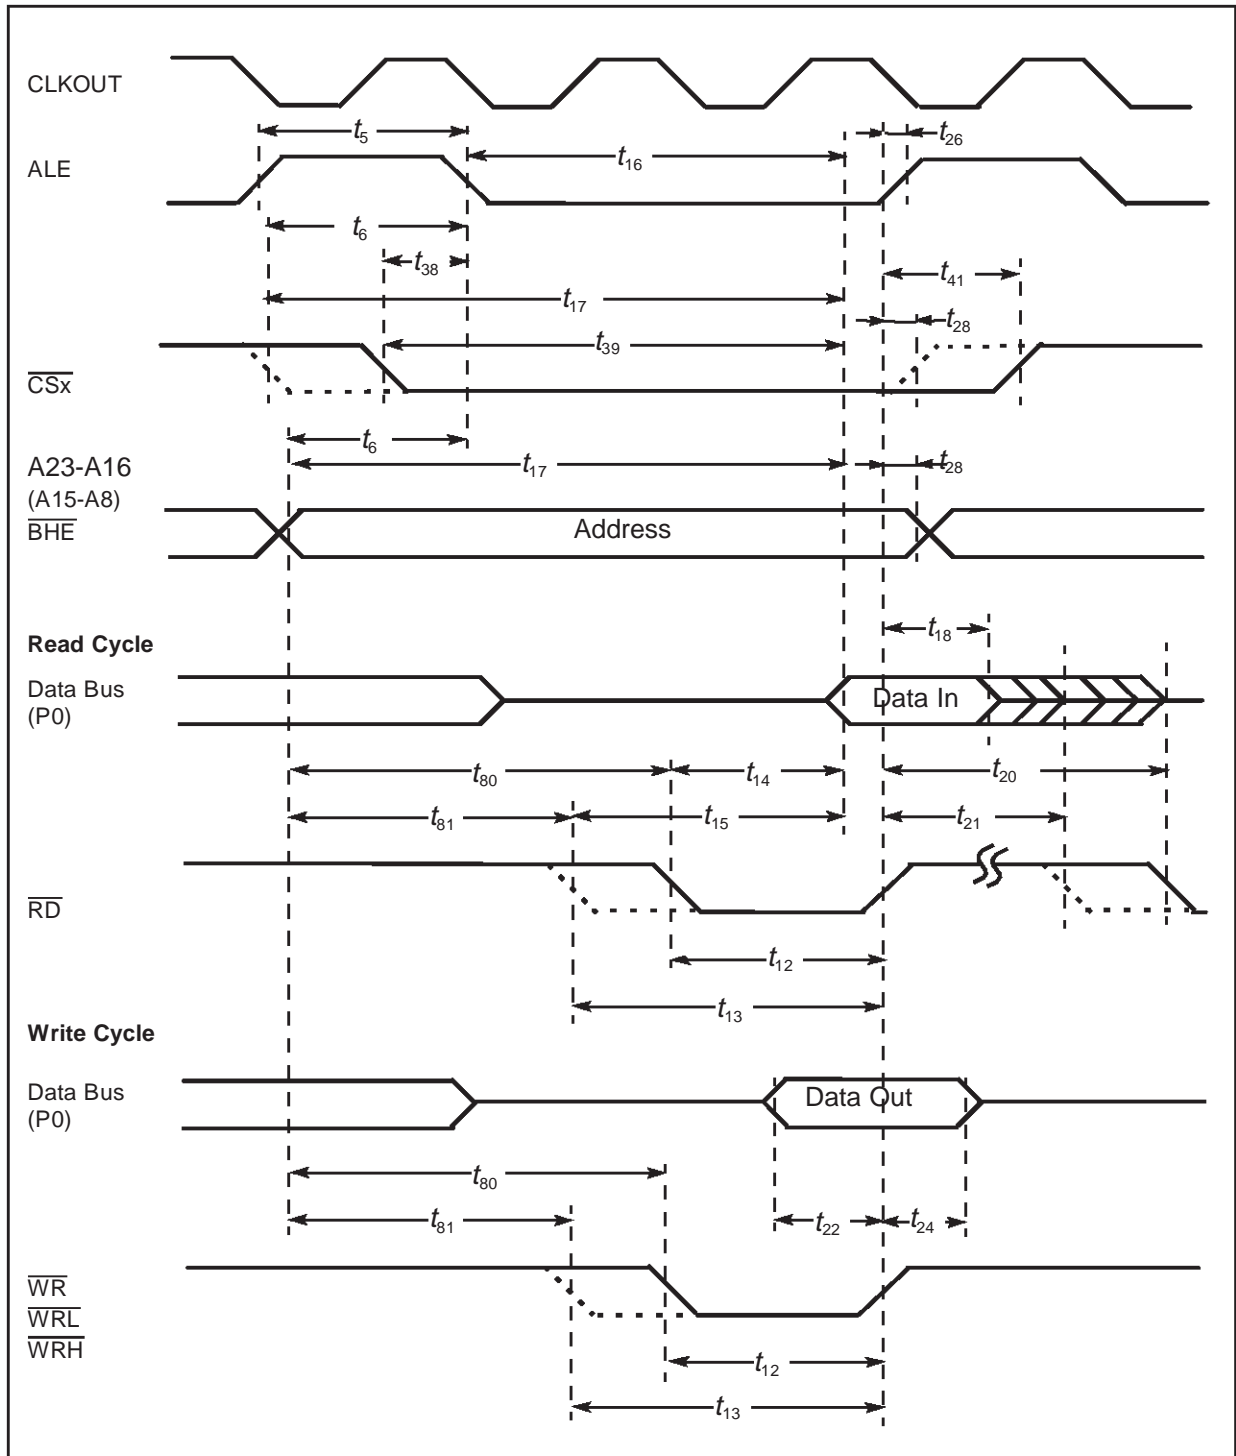 CLKOUT
t5
t26
ALE
t16
t6
t38
t41
t17
t28
t39
CSx
t6
A23-A16
t17
t28
(A15-A8)
BHE
Address
t18
Read Cycle
Data Bus
(P0)
Data In
t80
t14
t20
t81
t15
t21
RD
t12
t13
Write Cycle
Data Bus
(P0)
Data Out
t80
t81
t22
t24
WR
WRL
WRH
t12
t13